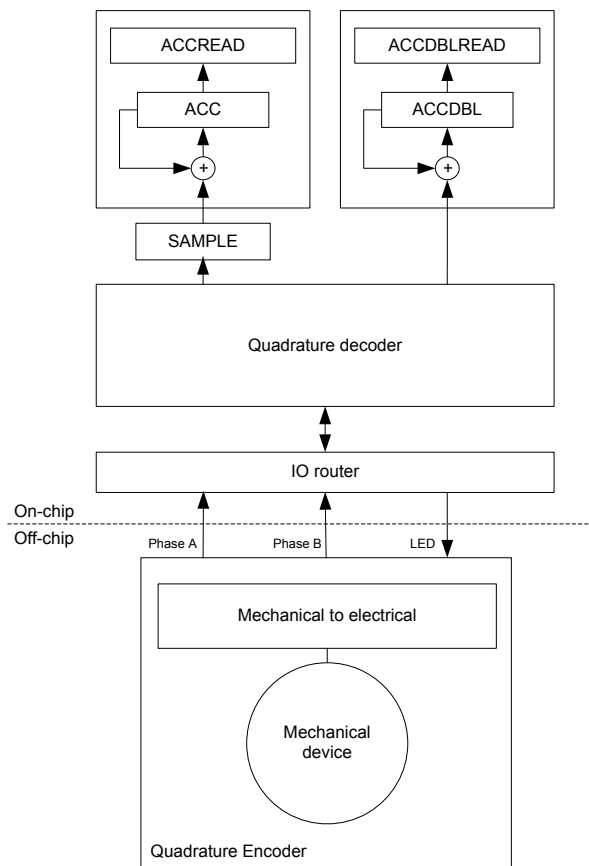 ACCREAD
ACCDBLREAD
ACC
ACCDBL
+
+
SAMPLE
Quadrature decoder
IO router
On-chip
Off-chip
Phase A
Phase B
LED
Mechanical to electrical
Mechanical
device
Quadrature Encoder